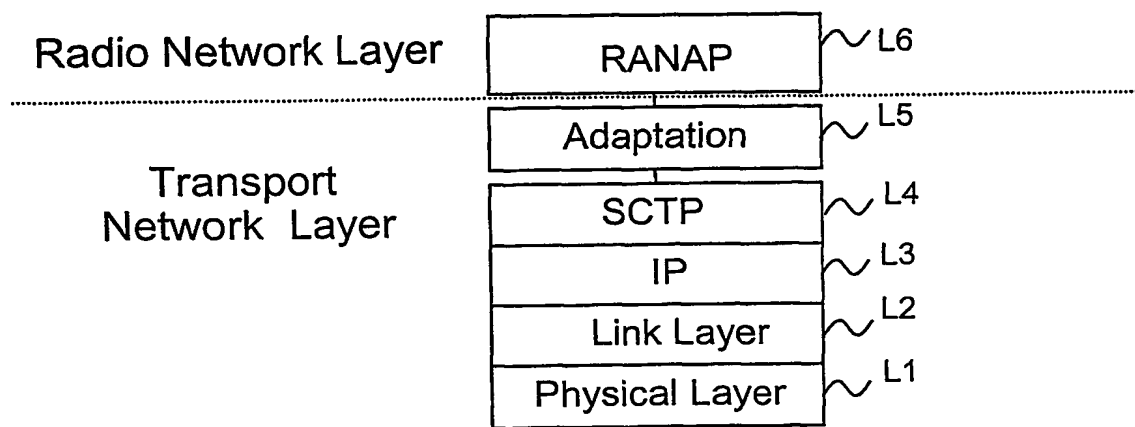 Radio Network Layer
RANAP
L6
Adaptation
L5
Transport
Network Layer
SCTP
L4
IP
L3
Link Layer
L2
Physical Layer
L1